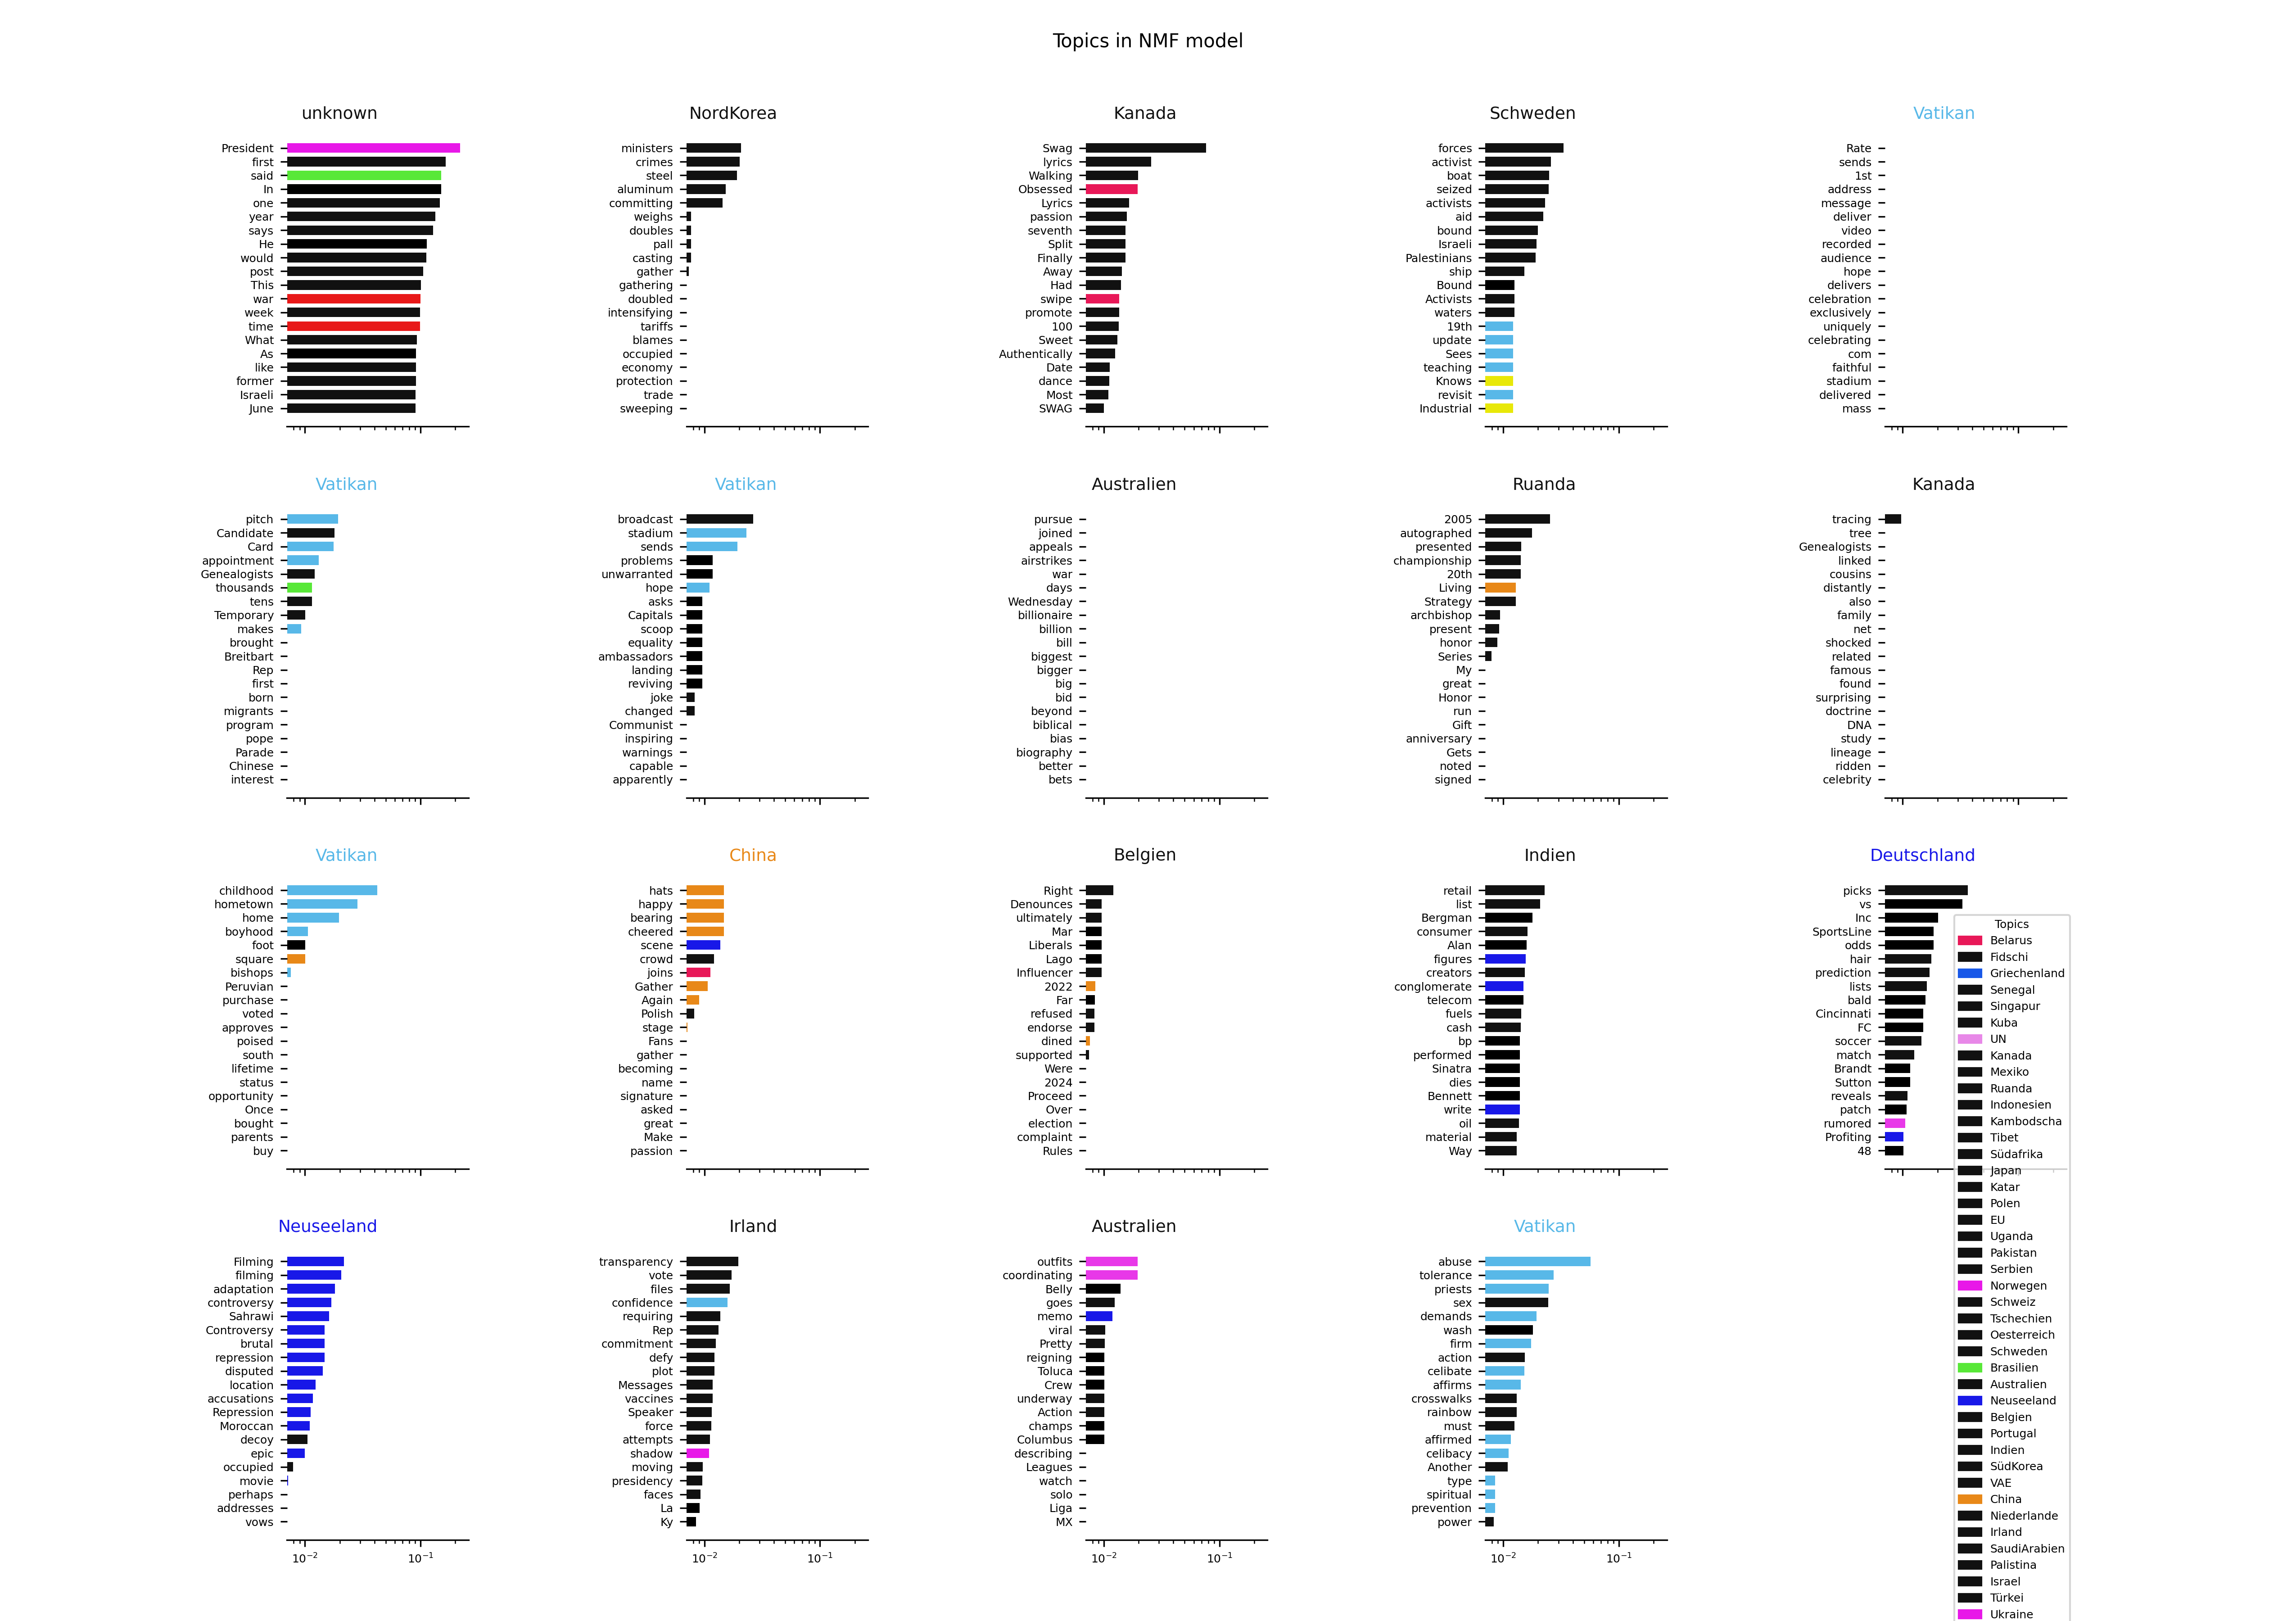 Topics in NMF model
unknown
President
first
said
In
one
year
says
He
would
post
This
war
week
time
What
As
like
former
Israeli
June
NordKorea
ministers
crimes
steel
aluminum
committing
weighs
doubles
pall
casting
gather
gathering
doubled
intensifying
tariffs
blames
occupied
economy
protection
trade
sweeping
Kanada
Swag
lyrics
Walking
Obsessed
Lyrics
passion
seventh
Split
Finally
Away
Had
swipe
promote
100
Sweet
Authentically
Date
dance
Most
SWAG
Schweden
forces
activist
boat
seized
activists
aid
bound
Israeli
Palestinians
ship
Bound
Activists
waters
19th
update
Sees
teaching
Knows
revisit
Industrial
Vatikan
Rate
sends
1st
address
message
deliver
video
recorded
audience
hope
delivers
celebration
exclusively
uniquely
celebrating
com
faithful
stadium
delivered
mass
Vatikan
pitch
Candidate
Card
appointment
Genealogists
thousands
tens
Temporary
makes
brought
Breitbart
Rep
first
born
migrants
program
pope
Parade
Chinese
interest
Vatikan
broadcast
stadium
sends
problems
unwarranted
hope
asks
Capitals
scoop
equality
ambassadors
landing
reviving
joke
changed
Communist
inspiring
warnings
capable
apparently
Australien
pursue
joined
appeals
airstrikes
war
days
Wednesday
billionaire
billion
bill
biggest
bigger
big
bid
beyond
biblical
bias
biography
better
bets
Ruanda
2005
autographed
presented
championship
20th
Living
Strategy
archbishop
present
honor
Series
My
great
Honor
run
Gift
anniversary
Gets
noted
signed
Kanada
tracing
tree
Genealogists
linked
cousins
distantly
also
family
net
shocked
related
famous
found
surprising
doctrine
DNA
study
lineage
ridden
celebrity
Vatikan
childhood
hometown
home
boyhood
foot
square
bishops
Peruvian
purchase
voted
approves
poised
south
lifetime
status
opportunity
Once
bought
parents
buy
China
hats
happy
bearing
cheered
scene
crowd
joins
Gather
Again
Polish
stage
Fans
gather
becoming
name
signature
asked
great
Make
passion
Belgien
Right
Denounces
ultimately
Mar
Liberals
Lago
Influencer
2022
Far
refused
endorse
dined
supported
Were
2024
Proceed
Over
election
complaint
Rules
Indien
retail
list
Bergman
consumer
Alan
figures
creators
conglomerate
telecom
fuels
cash
bp
performed
Sinatra
dies
Bennett
write
oil
material
Way
Deutschland
picks
vs
Inc
SportsLine
odds
hair
prediction
lists
bald
Cincinnati
FC
soccer
match
Brandt
Sutton
reveals
patch
rumored
Profiting
48
Neuseeland
Filming
filming
adaptation
controversy
Sahrawi
Controversy
brutal
repression
disputed
location
accusations
Repression
Moroccan
decoy
epic
occupied
movie
perhaps
addresses
vows
10⁻² 10⁻¹
Irland
transparency
vote
files
confidence
requiring
Rep
commitment
defy
plot
Messages
vaccines
Speaker
force
attempts
shadow
moving
presidency
faces
La
Ky
10⁻² 10⁻¹
Australien
outfits
coordinating
Belly
goes
memo
viral
Pretty
reigning
Toluca
Crew
underway
Action
champs
Columbus
describing
Leagues
watch
solo
Liga
MX
10⁻² 10⁻¹
Vatikan
abuse
tolerance
priests
sex
demands
wash
firm
action
celibate
affirms
crosswalks
rainbow
must
affirmed
celibacy
Another
type
spiritual
prevention
power
10⁻² 10⁻¹
Topics
Belarus
Fidschi
Griechenland
Senegal
Singapur
Kuba
UN
Kanada
Mexiko
Ruanda
Indonesien
Kambodscha
Tibet
Südafrika
Japan
Katar
Polen
EU
Uganda
Pakistan
Serbien
Norwegen
Schweiz
Tschechien
Oesterreich
Schweden
Brasilien
Australien
Neuseeland
Belgien
Portugal
Indien
SüdKorea
VAE
China
Niederlande
Irland
SaudiArabien
Palistina
Israel
Türkei
Ukraine